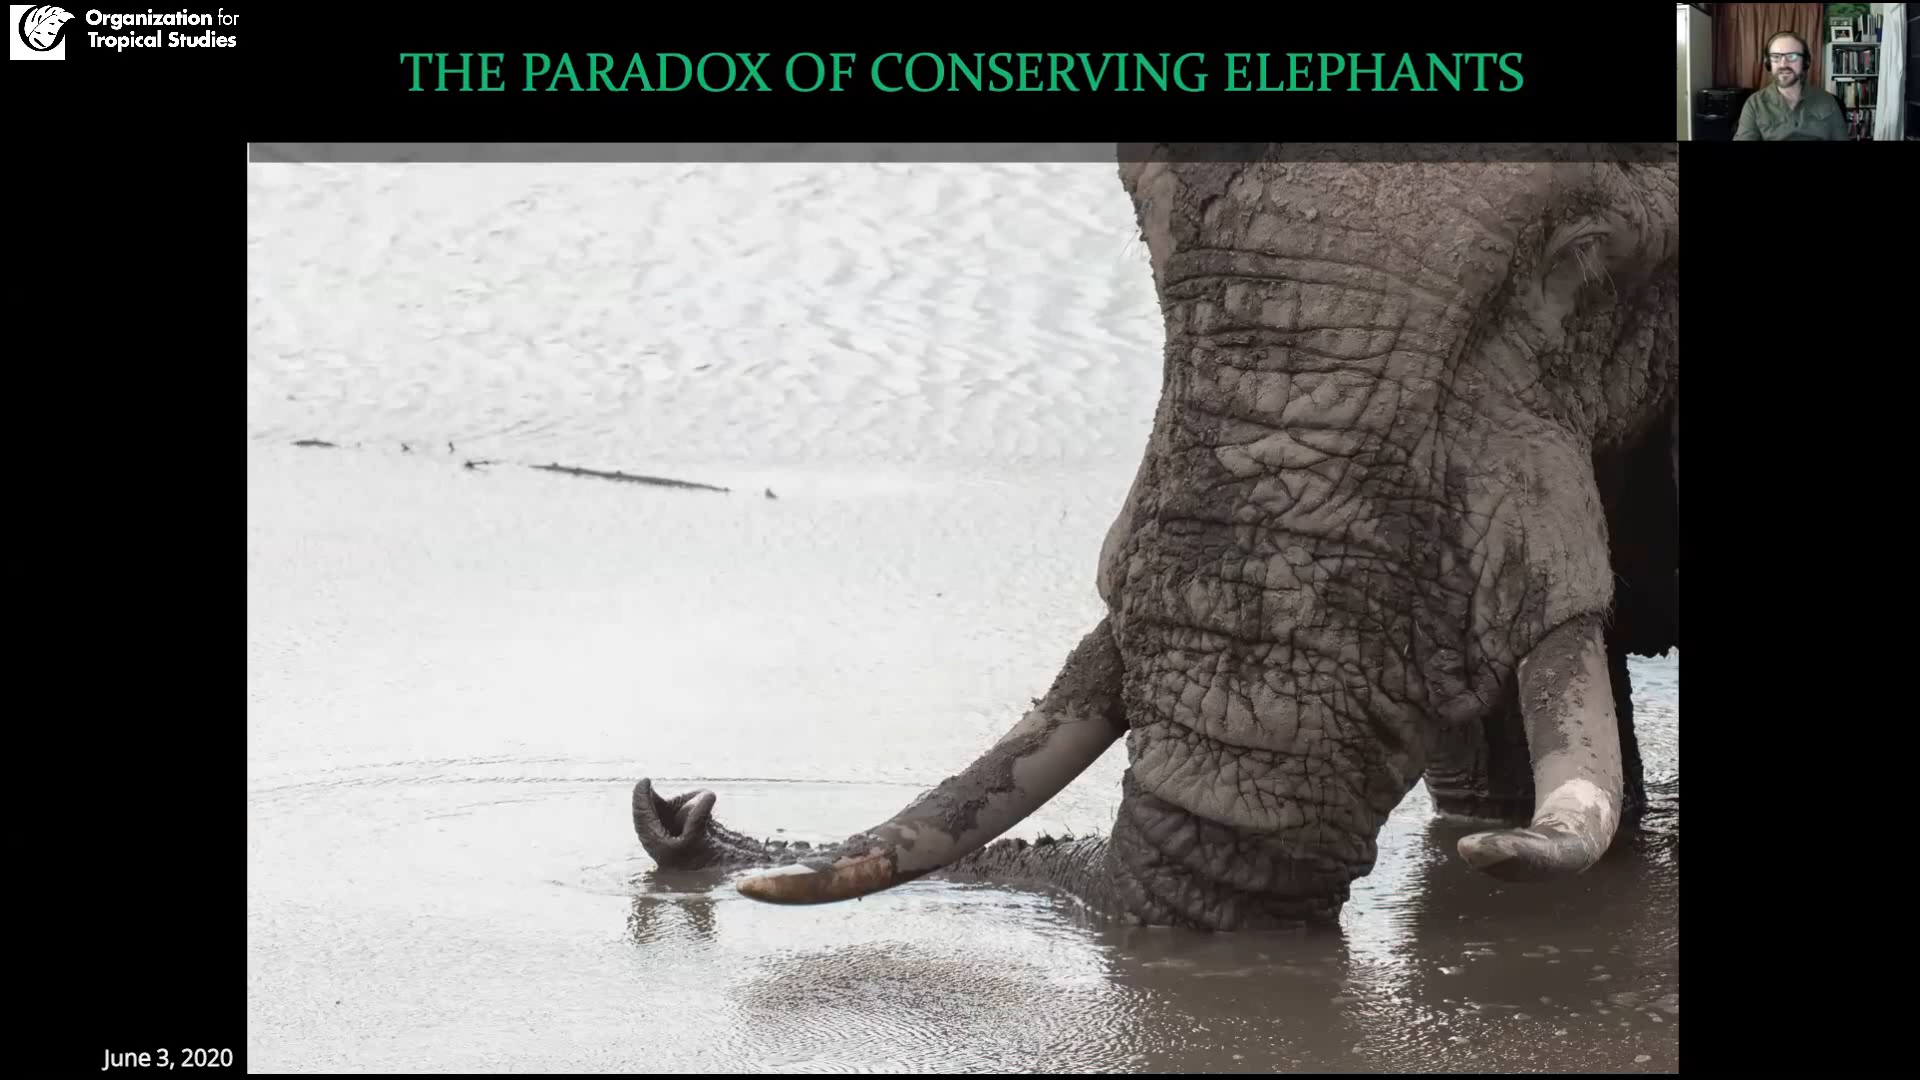 Organization for
Tropical Studies
THE PARADOX OF CONSERVING ELEPHANTS
June 3, 2020